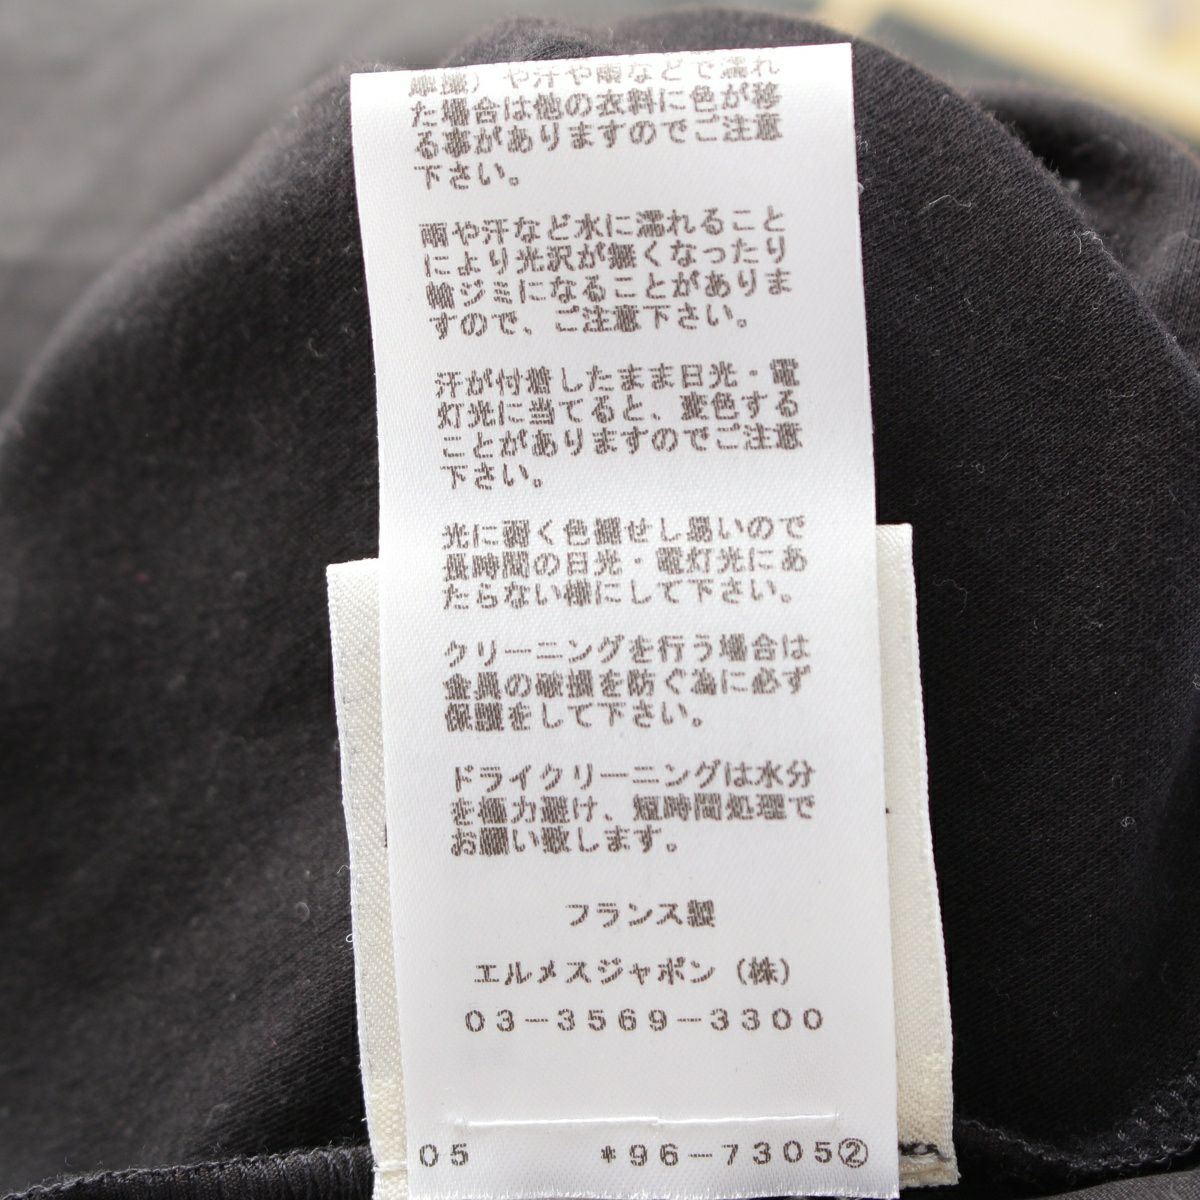 摩擦）や汗や雨などで濡れ
た場合は他の衣料に色が移
る事がありますのでご注意
下さい。
雨や汗など水に濡れること
により光沢が無くなったり
輪ジミになることがありま
すので、ご注意下さい。
汗が付着したまま日光・電
灯光に当てると、変色する
ことがありますのでご注意
下さい。
光に弱く色褪せし易いので
長時間の日光・電灯光にあ
たらない様にして下さい。
クリーニングを行う場合は
金具の破損を防ぐ為に必ず
保護をして下さい。
ドライクリーニングは水分
を極力避け、短時間処理で
お願い致します。
フランス製
エルメスジャポン（株）
03-3569-3300
05 *96-7305②